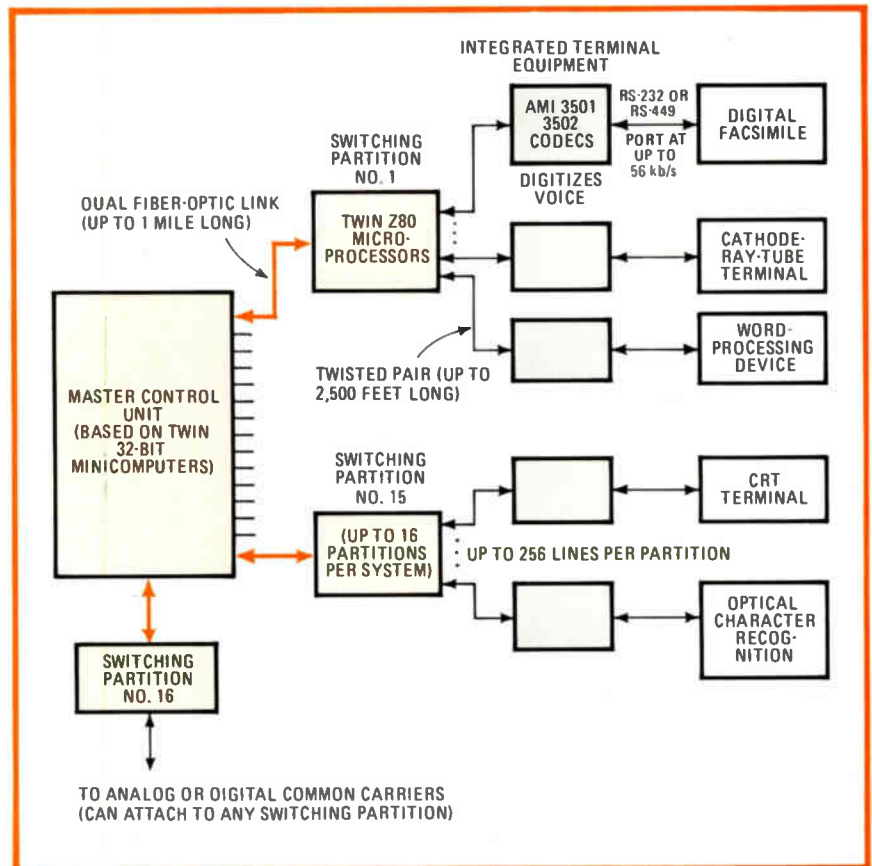 INTEGRATED TERMINAL
EQUIPMENT
AMI 3501
3502
CODECS
RS-232 OR
RS-449
PORT AT
UP TO
56 kb/s
DIGITAL
FACSIMILE
DIGITIZES
VOICE
SWITCHING
PARTITION
NO. 1
TWIN Z80
MICRO-
PROCESSORS
DUAL FIBER-OPTIC LINK
(UP TO 1 MILE LONG)
CATHODE-
RAY-TUBE
TERMINAL
WORD-
PROCESSING
DEVICE
TWISTED PAIR (UP TO
2,500 FEET LONG)
MASTER CONTROL
UNIT
(BASED ON TWIN
32-BIT
MINICOMPUTERS)
SWITCHING
PARTITION
NO. 15
(UP TO 16
PARTITIONS
PER SYSTEM)
UP TO 256 LINES PER PARTITION
CRT
TERMINAL
OPTICAL
CHARACTER
RECOG-
NITION
SWITCHING
PARTITION
NO. 16
TO ANALOG OR DIGITAL COMMON CARRIERS
(CAN ATTACH TO ANY SWITCHING PARTITION)